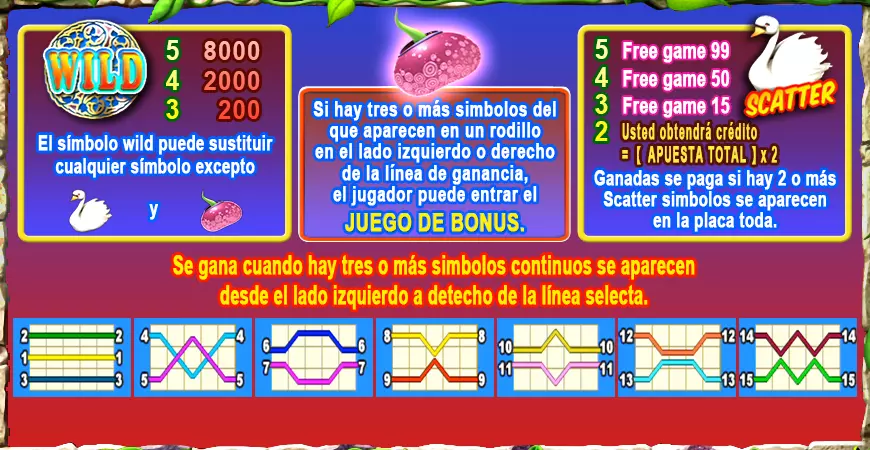 WILD
5 8000
4 2000
3 200
El símbolo wild puede sustituir
cualquier símbolo excepto
y
Si hay tres o más simbolos del
que aparecen en un rodillo
en el lado izquierdo o derecho
de la línea de ganancia,
el jugador puede entrar el
JUEGO DE BONUS.
5 Free game 99
4 Free game 50
3 Free game 15
SCATTER
2 Usted obtendrá crédito
= [ APUESTA TOTAL ] x 2
Ganadas se paga si hay 2 o más
Scatter simbolos se aparecen
en la placa toda.
Se gana cuando hay tres o más simbolos continuos se aparecen
desde el lado izquierdo a detecho de la línea selecta.
2 2 4 4 6 6 8 8 10 10 12 12 14 14
1 1 5 5 7 7 9 9 11 11 13 13 15 15
3 3